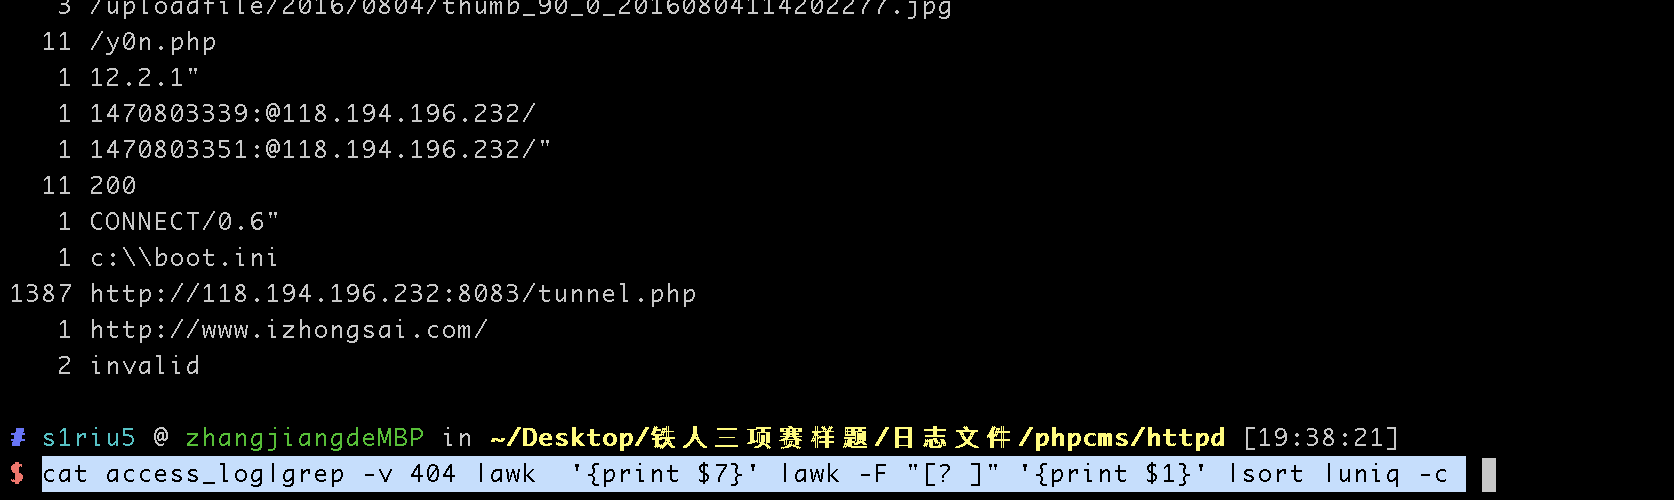 3 /uploadfile/2016/0804/thumb_90_0_20160804114202277.jpg
11 /y0n.php
1 12.2.1"
1 1470803339:@118.194.196.232/
1 1470803351:@118.194.196.232/"
11 200
1 CONNECT/0.6"
1 c:\\boot.ini
1387 http://118.194.196.232:8083/tunnel.php
1 http://www.izhongsai.com/
2 invalid
# s1riu5 @ zhangjiangdeMBP in ~/Desktop/铁人三项赛样题/日志文件/phpcms/httpd [19:38:21]
$ cat access_log|grep -v 404 |awk  '{print $7}' |awk -F "[? ]" '{print $1}' |sort |uniq -c